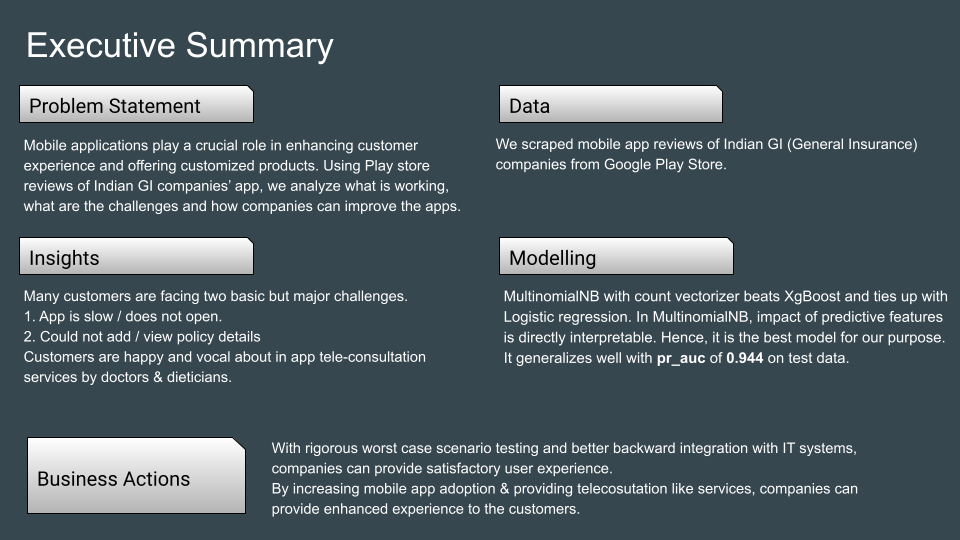 Executive Summary
Problem Statement
Mobile applications play a crucial role in enhancing customer
experience and offering customized products. Using Play store
reviews of Indian GI companies' app, we analyze what is working,
what are the challenges and how companies can improve the apps.
Data
We scraped mobile app reviews of Indian GI (General Insurance)
companies from Google Play Store.
Insights
Many customers are facing two basic but major challenges.
1. App is slow / does not open.
2. Could not add / view policy details
Customers are happy and vocal about in app tele-consultation
services by doctors & dieticians.
Modelling
MultinomialNB with count vectorizer beats XgBoost and ties up with
Logistic regression. In MultinomialNB, impact of predictive features
is directly interpretable. Hence, it is the best model for our purpose.
It generalizes well with pr_auc of 0.944 on test data.
Business Actions
With rigorous worst case scenario testing and better backward integration with IT systems,
companies can provide satisfactory user experience.
By increasing mobile app adoption & providing telecosutation like services, companies can
provide enhanced experience to the customers.